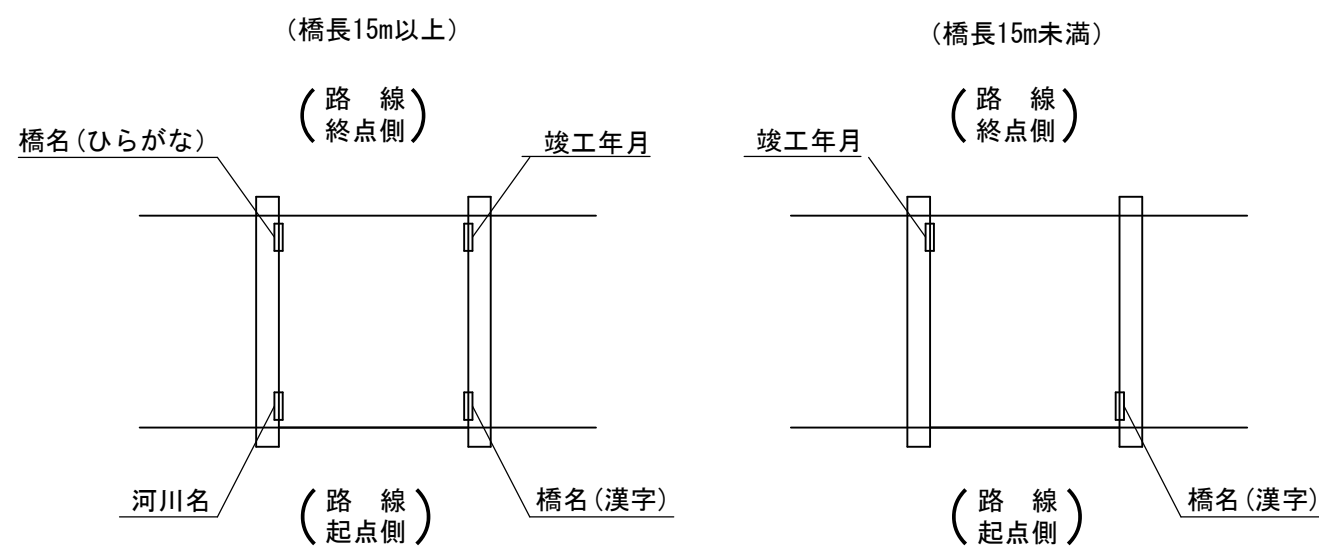 (橋長15m以上)
(路 線
終点側)
橋名(ひらがな)
竣工年月
河川名
(路 線
起点側)
橋名(漢字)
(橋長15m未満)
(路 線
終点側)
竣工年月
(路 線
起点側)
橋名(漢字)